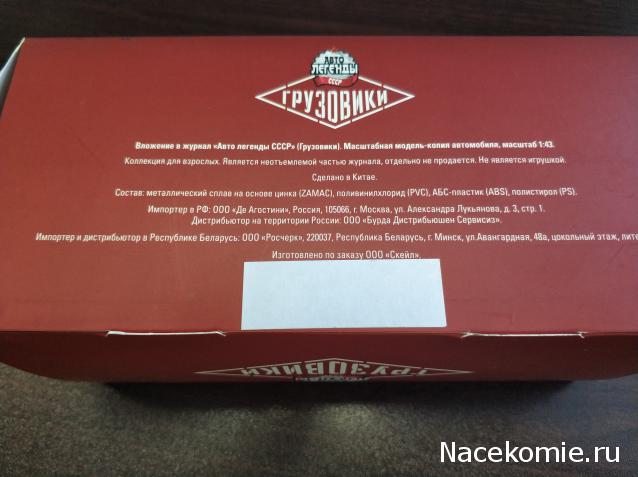 АВТО
ЛЕГЕНДЫ
СССР
ГРУЗОВИКИ
Вложение в журнал «Авто легенды СССР» (Грузовики). Масштабная модель-копия автомобиля, масштаб 1:43.
Коллекция для взрослых. Является неотъемлемой частью журнала, отдельно не продается. Не является игрушкой.
Сделано в Китае.
Состав: металлический сплав на основе цинка (ZAMAC), поливинилхлорид (PVC), АБС-пластик (ABS), полистирол (PS).
Импортер в РФ: ООО «Де Агостини», Россия, 105066, г. Москва, ул. Александра Лукьянова, д. 3, стр. 1.
Дистрибьютор на территории России: ООО «Бурда Дистрибьюшен Сервисиз».
Импортер и дистрибьютор в Республике Беларусь: ООО «Росчерк», 220037, Республика Беларусь, г. Минск, ул.Авангардная, 48а, цокольный этаж, лите
Изготовлено по заказу ООО «Скейл».
ГРУЗОВИКИ
Nacekomie.ru